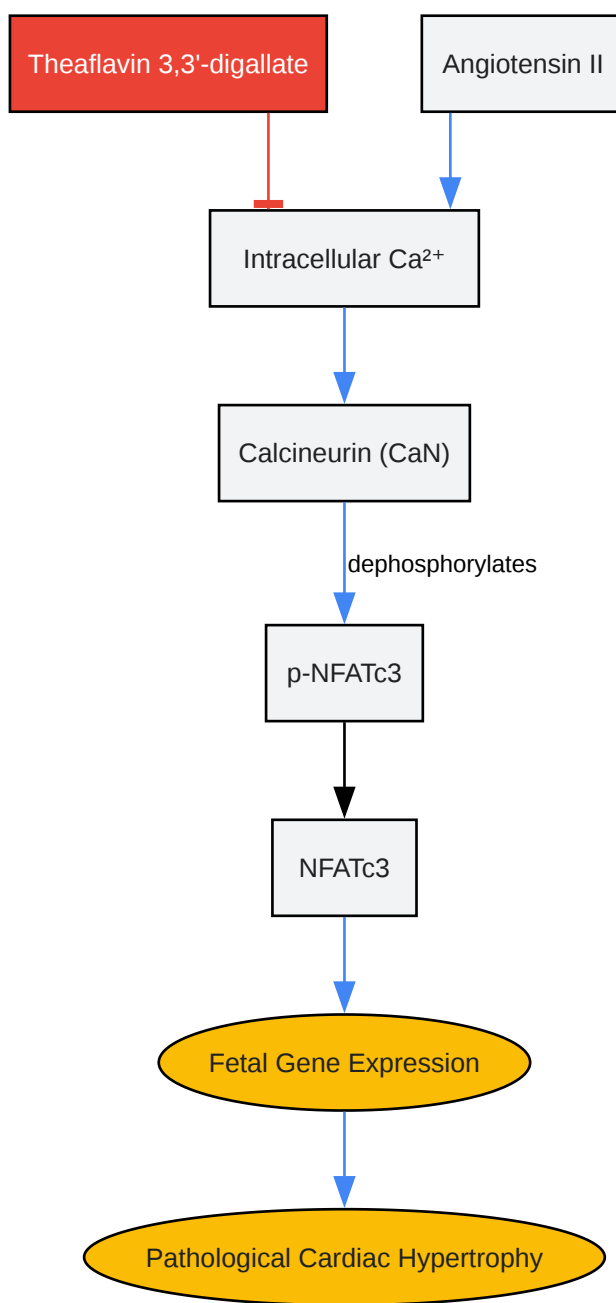 Theaflavin 3,3'-digallate
Angiotensin II
Intracellular Ca²⁺
Calcineurin (CaN)
dephosphorylates
p-NFATc3
NFATc3
Fetal Gene Expression
Pathological Cardiac Hypertrophy